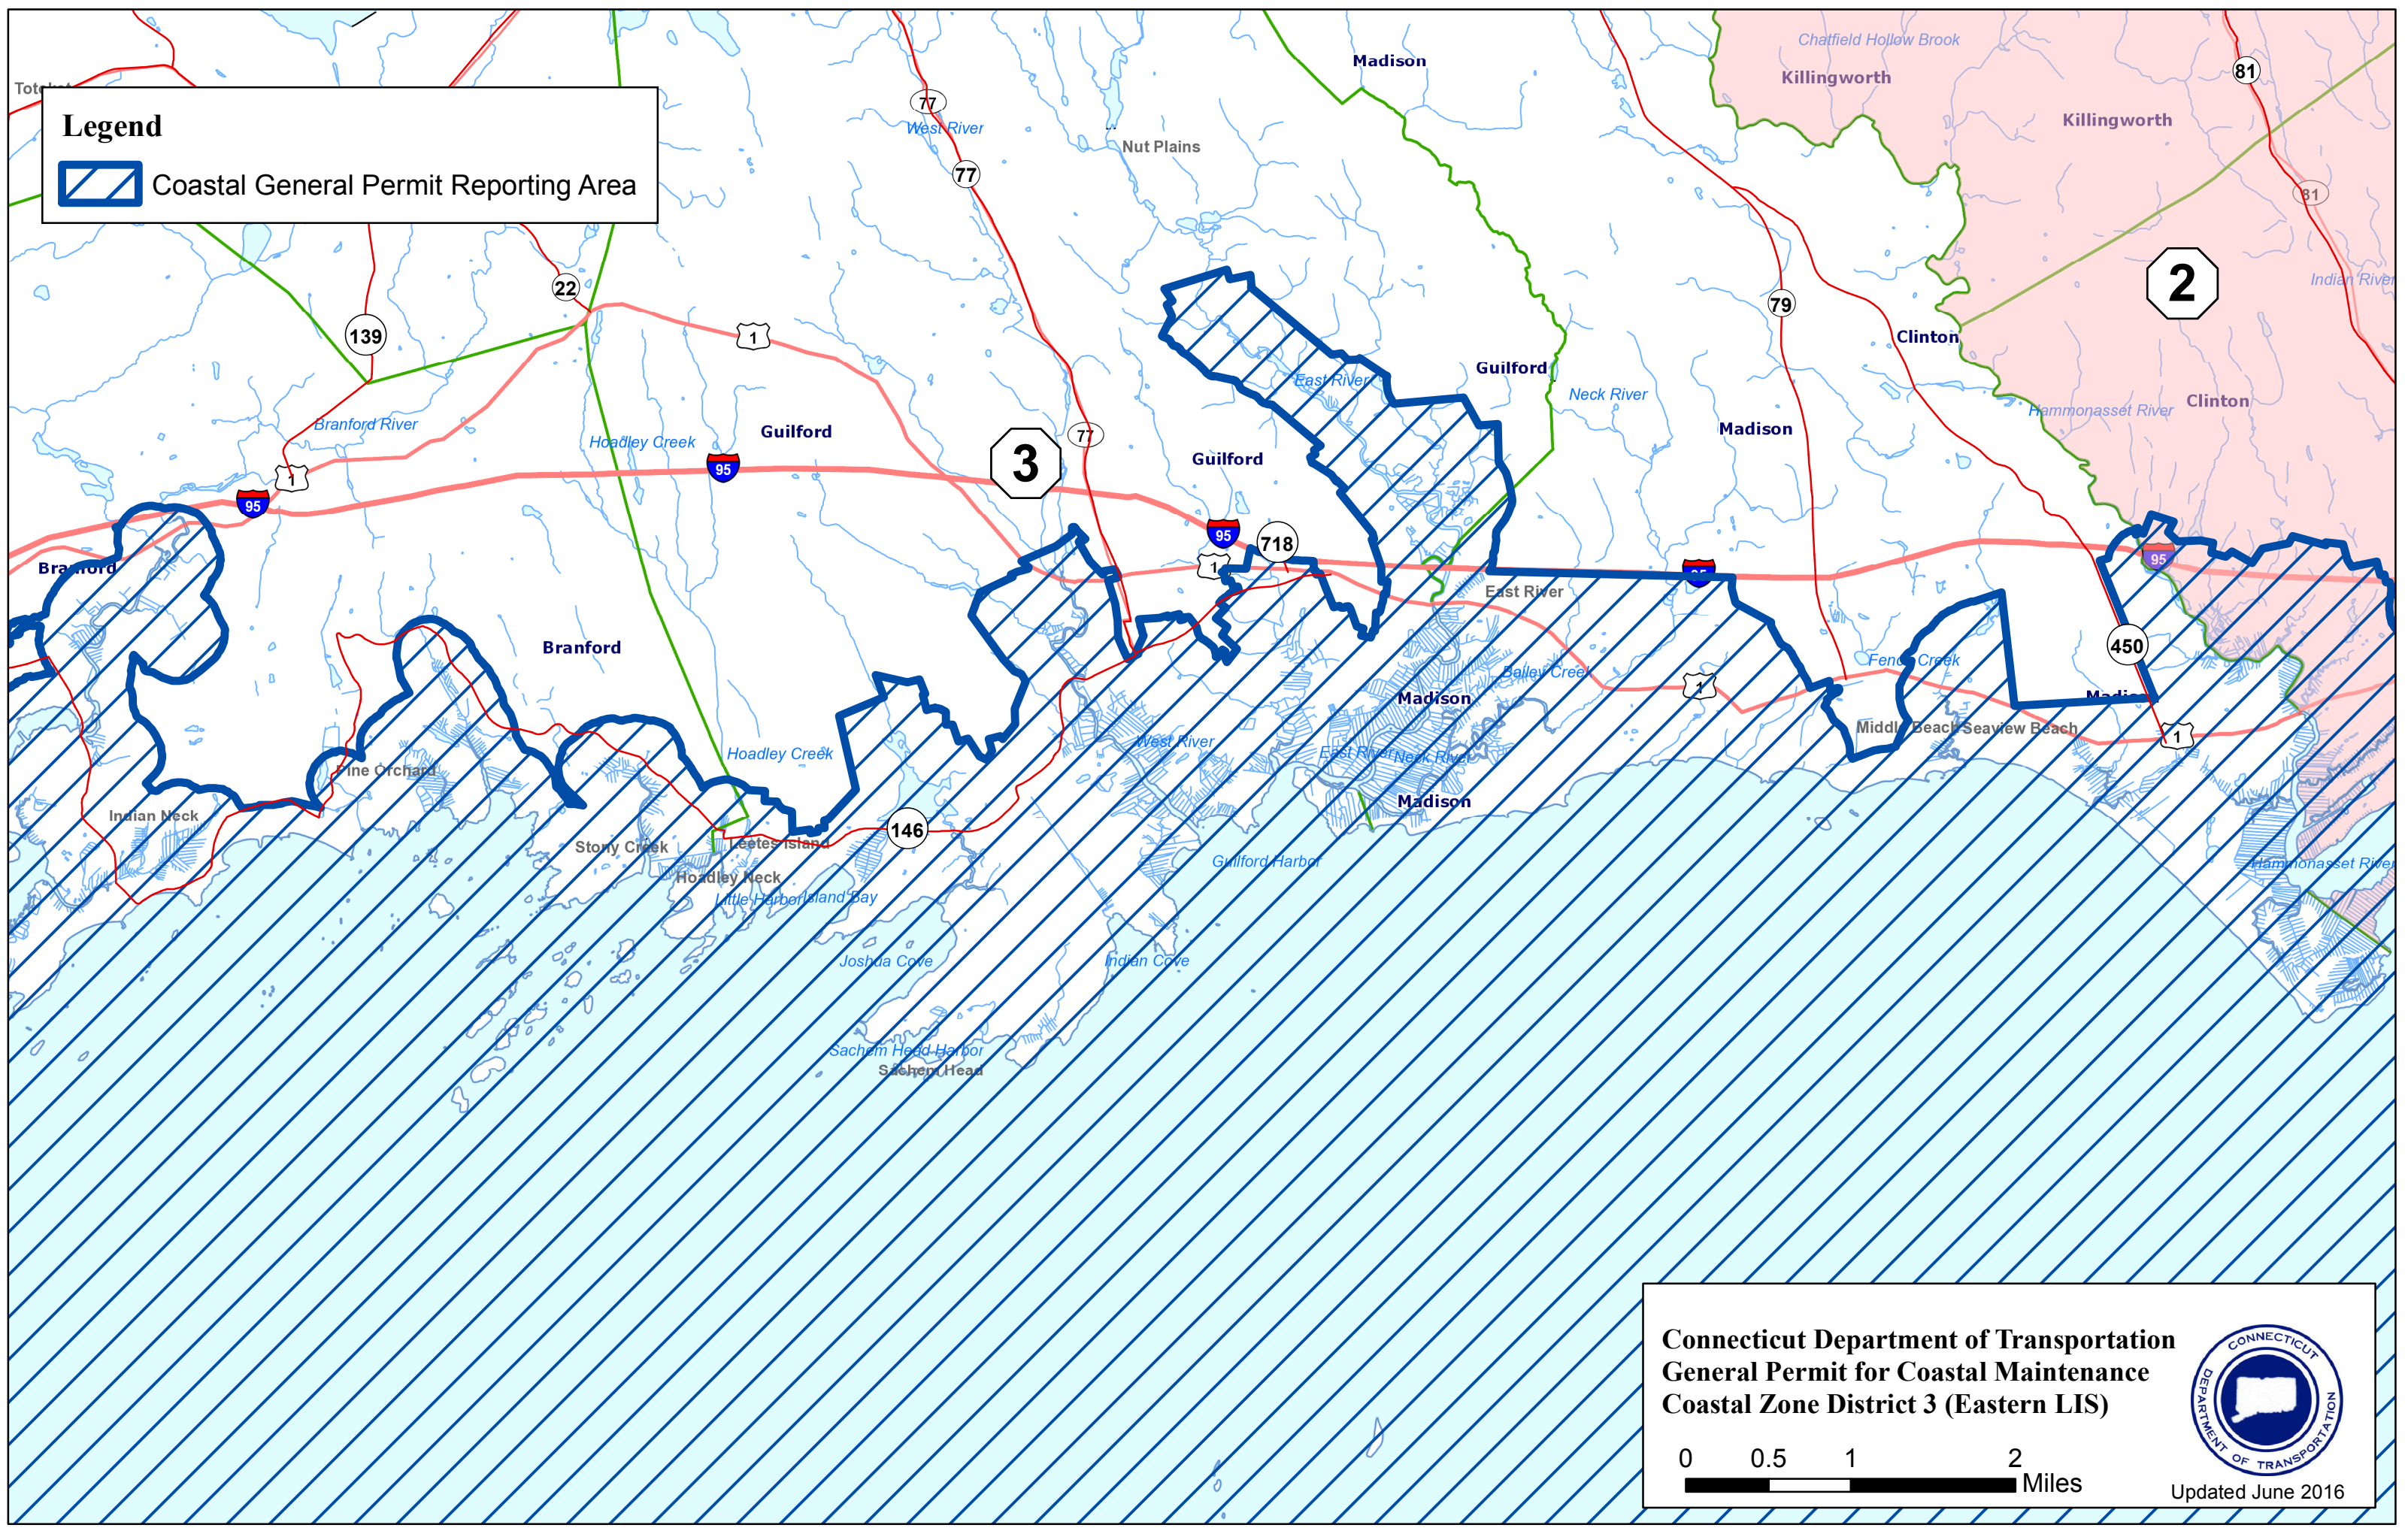 Chatfield Hollow Brook
Madison
Killingworth
81
Legend
77
Killingworth
West River
Nut Plains
77
Coastal General Permit Reporting Area
81
2
Indian River
22
79
139
1
Clinton
Guilford
East River
Neck River
Clinton
Hammonasset River
Branford River
Guilford
Madison
77
Hoadley Creek
3
Guilford
95
1
95
95
718
1
95
Branford
East River
Branford
450
Fence Creek
Bailey Creek
1
Madison
Madison
Middle Beach
Seaview Beach
1
West River
Hoadley Creek
East River
Neck River
Pine Orchard
Madison
Indian Neck
146
Stony Creek
Leetes Island
Guilford Harbor
Hammonasset River
Hoadley Neck
Little Harbor
Island Bay
Joshua Cove
Indian Cove
Sachem Head Harbor
Sachem Head
Connecticut Department of Transportation
General Permit for Coastal Maintenance
Coastal Zone District 3 (Eastern LIS)
CONNECTICUT
DEPARTMENT OF TRANSPORTATION
0 0.5 1 2
Miles
Updated June 2016